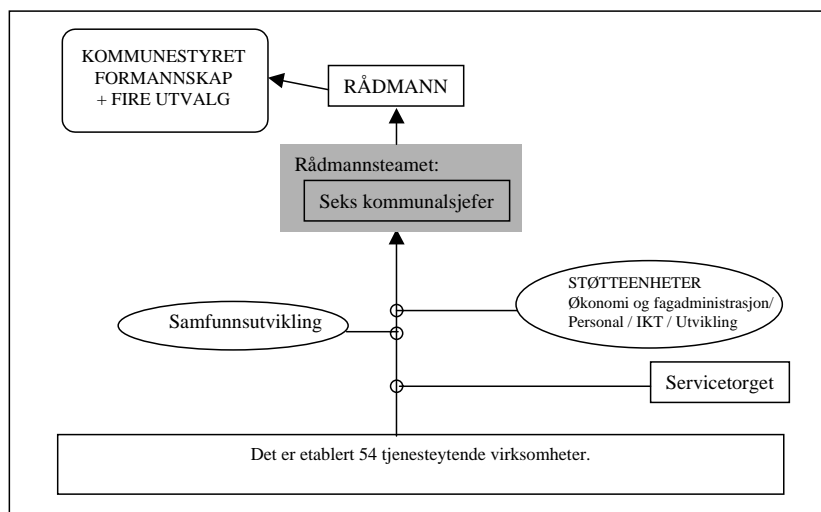 KOMMUNESTYRET
FORMANNSKAP
+ FIRE UTVALG
RÅDMANN
Rådmannsteamet:
Seks kommunalsjefer
STØTTEENHETER
Økonomi og fagadministrasjon/
Personal / IKT / Utvikling
Samfunnsutvikling
Servicetorget
Det er etablert 54 tjenesteytende virksomheter.